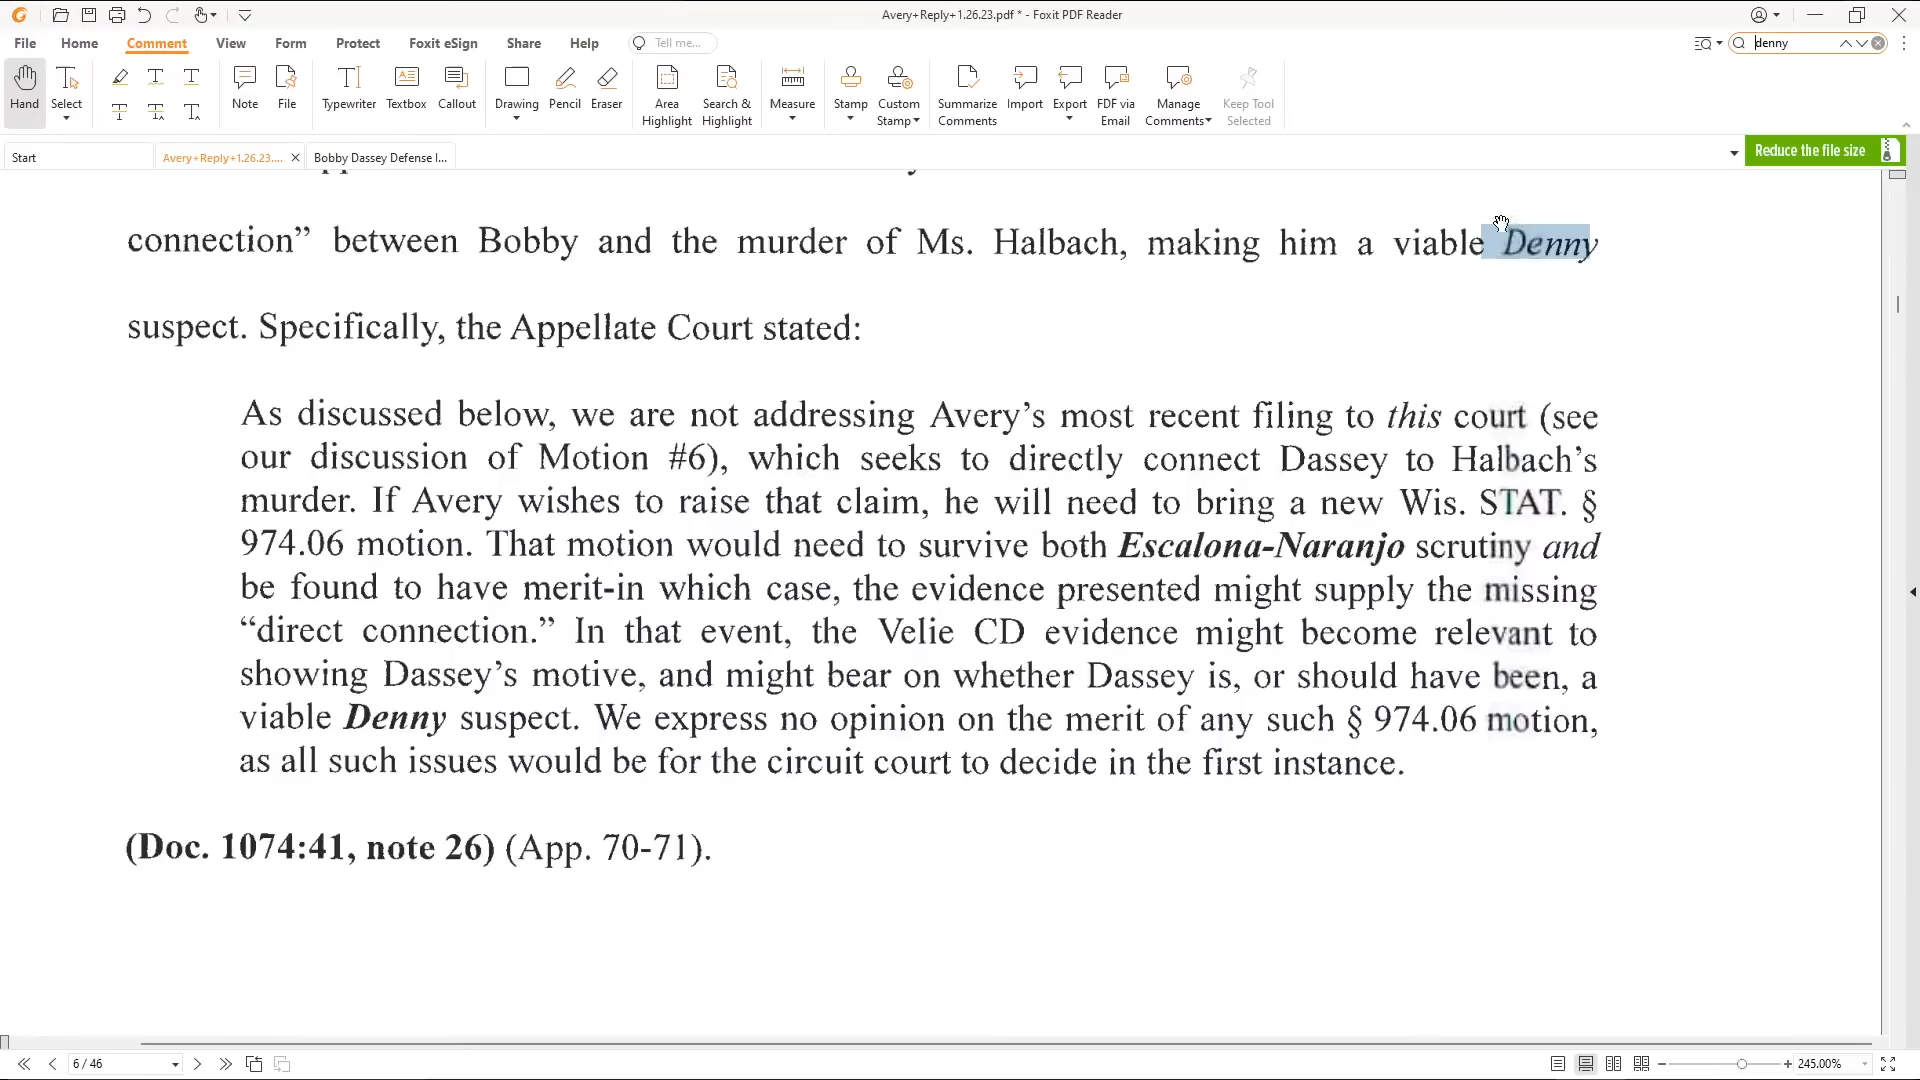 Avery+Reply+1.26.23.pdf * - Foxit PDF Reader
File Home Comment View Form Protect Foxit eSign Share Help Tell me... denny
Hand Select Note File Typewriter Textbox Callout Drawing Pencil Eraser Area Highlight Search & Highlight Measure Stamp Custom Stamp Summarize Comments Import Export FDF via Email Manage Comments Keep Tool Selected
Start Avery+Reply+1.26.23.... Bobby Dassey Defense I... Reduce the file size
connection” between Bobby and the murder of Ms. Halbach, making him a viable Denny
suspect. Specifically, the Appellate Court stated:
As discussed below, we are not addressing Avery’s most recent filing to this court (see
our discussion of Motion #6), which seeks to directly connect Dassey to Halbach’s
murder. If Avery wishes to raise that claim, he will need to bring a new Wis. STAT. §
974.06 motion. That motion would need to survive both Escalona-Naranjo scrutiny and
be found to have merit-in which case, the evidence presented might supply the missing
“direct connection.” In that event, the Velie CD evidence might become relevant to
showing Dassey’s motive, and might bear on whether Dassey is, or should have been, a
viable Denny suspect. We express no opinion on the merit of any such § 974.06 motion,
as all such issues would be for the circuit court to decide in the first instance.
(Doc. 1074:41, note 26) (App. 70-71).
6 / 46 245.00%